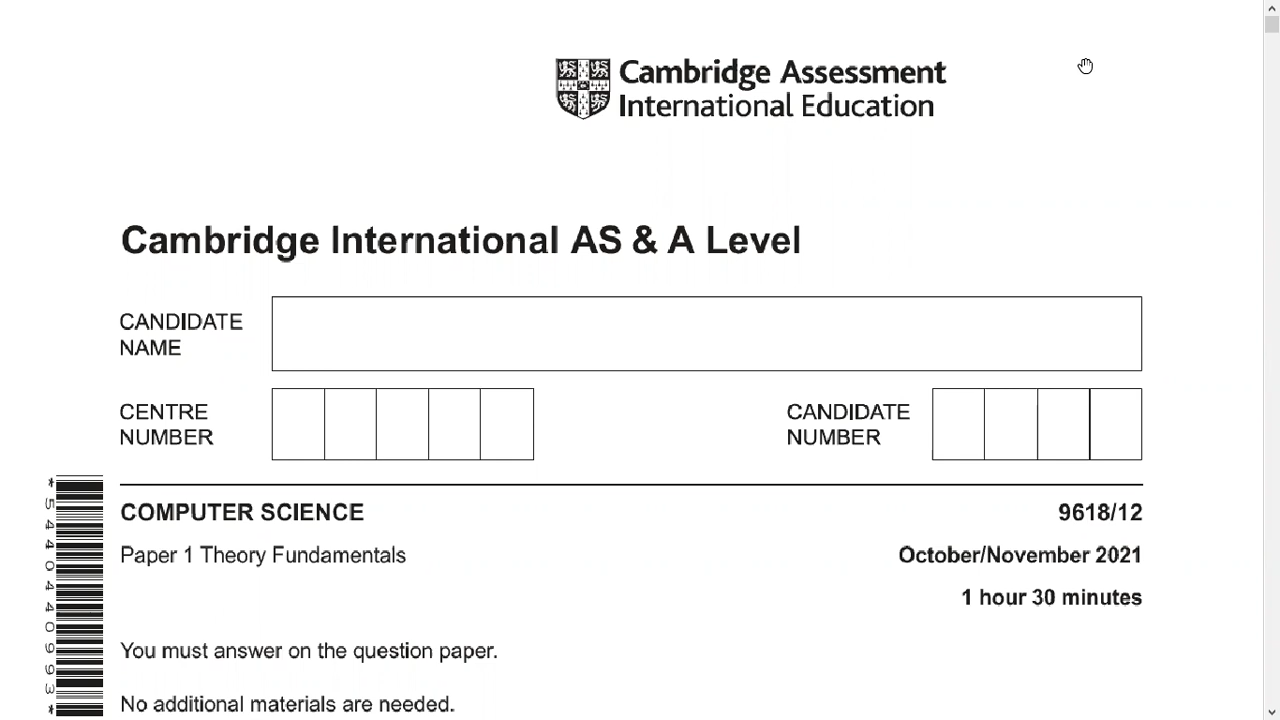 Cambridge Assessment
International Education
Cambridge International AS & A Level
CANDIDATE
NAME
CENTRE
NUMBER
CANDIDATE
NUMBER
COMPUTER SCIENCE
9618/12
Paper 1 Theory Fundamentals
October/November 2021
1 hour 30 minutes
You must answer on the question paper.
No additional materials are needed.
*5440440993*